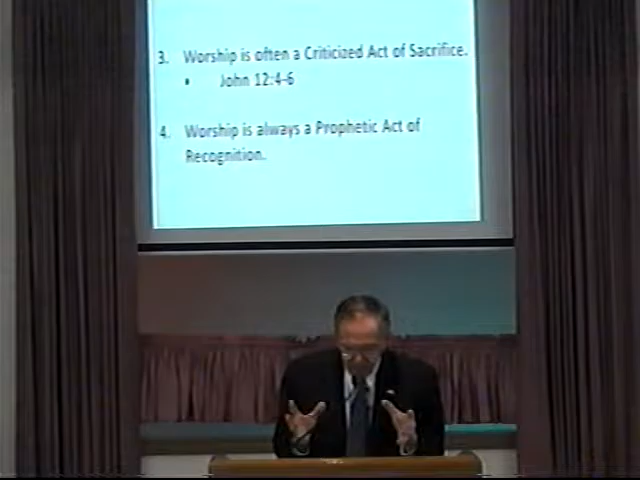 3. Worship is often a Criticized Act of Sacrifice.
• John 12:4-6
4. Worship is always a Prophetic Act of
Recognition.